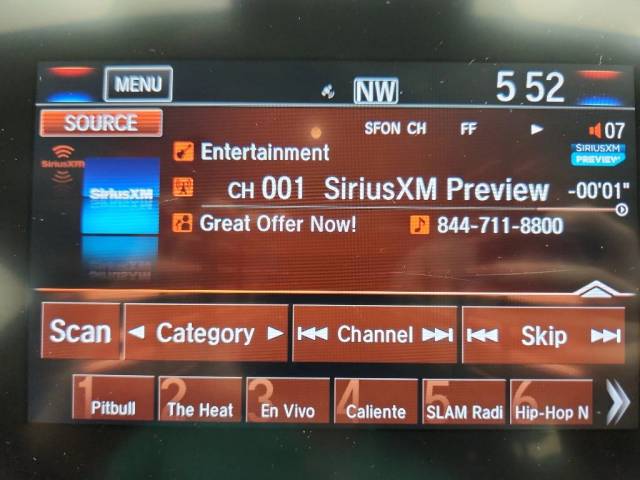 MENU NW 5 52
SOURCE SFON CH FF 07
SiriusXM Entertainment SIRIUSXM PREVIEW
SiriusXM CH 001 SiriusXM Preview -00'01"
Great Offer Now! 844-711-8800
Scan Category Channel Skip
1 Pitbull
2 The Heat
3 En Vivo
4 Caliente
5 SLAM Radi
6 Hip-Hop N